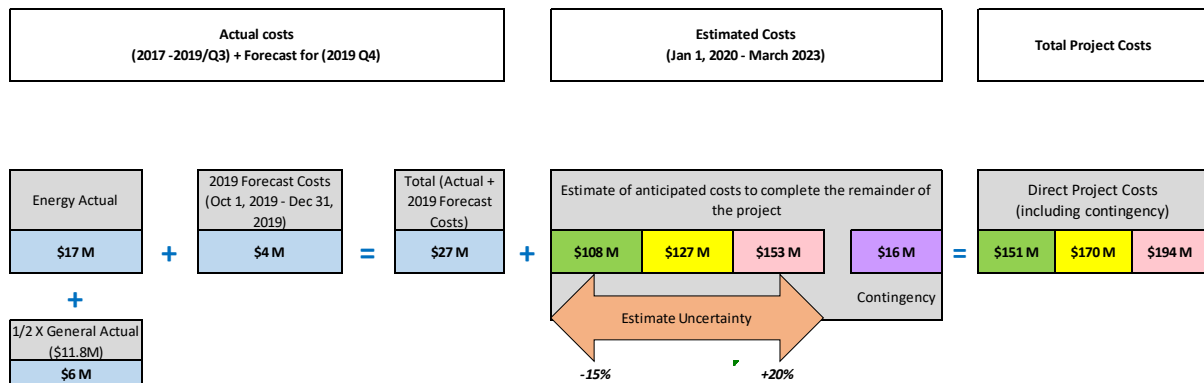 Actual costs
(2017 -2019/Q3) + Forecast for (2019 Q4)
Estimated Costs
(Jan 1, 2020 - March 2023)
Total Project Costs
Energy Actual
2019 Forecast Costs
(Oct 1, 2019 - Dec 31,
2019)
Total (Actual +
2019 Forecast
Costs)
Estimate of anticipated costs to complete the remainder of
the project
Direct Project Costs
(including contingency)
$17 M
+
$4 M
=
$27 M
+
$108 M
$127 M
$153 M
$16 M
=
$151 M
$170 M
$194 M
+
Contingency
Estimate Uncertainty
1/2 X General Actual
($11.8M)
$6 M
-15%
+20%